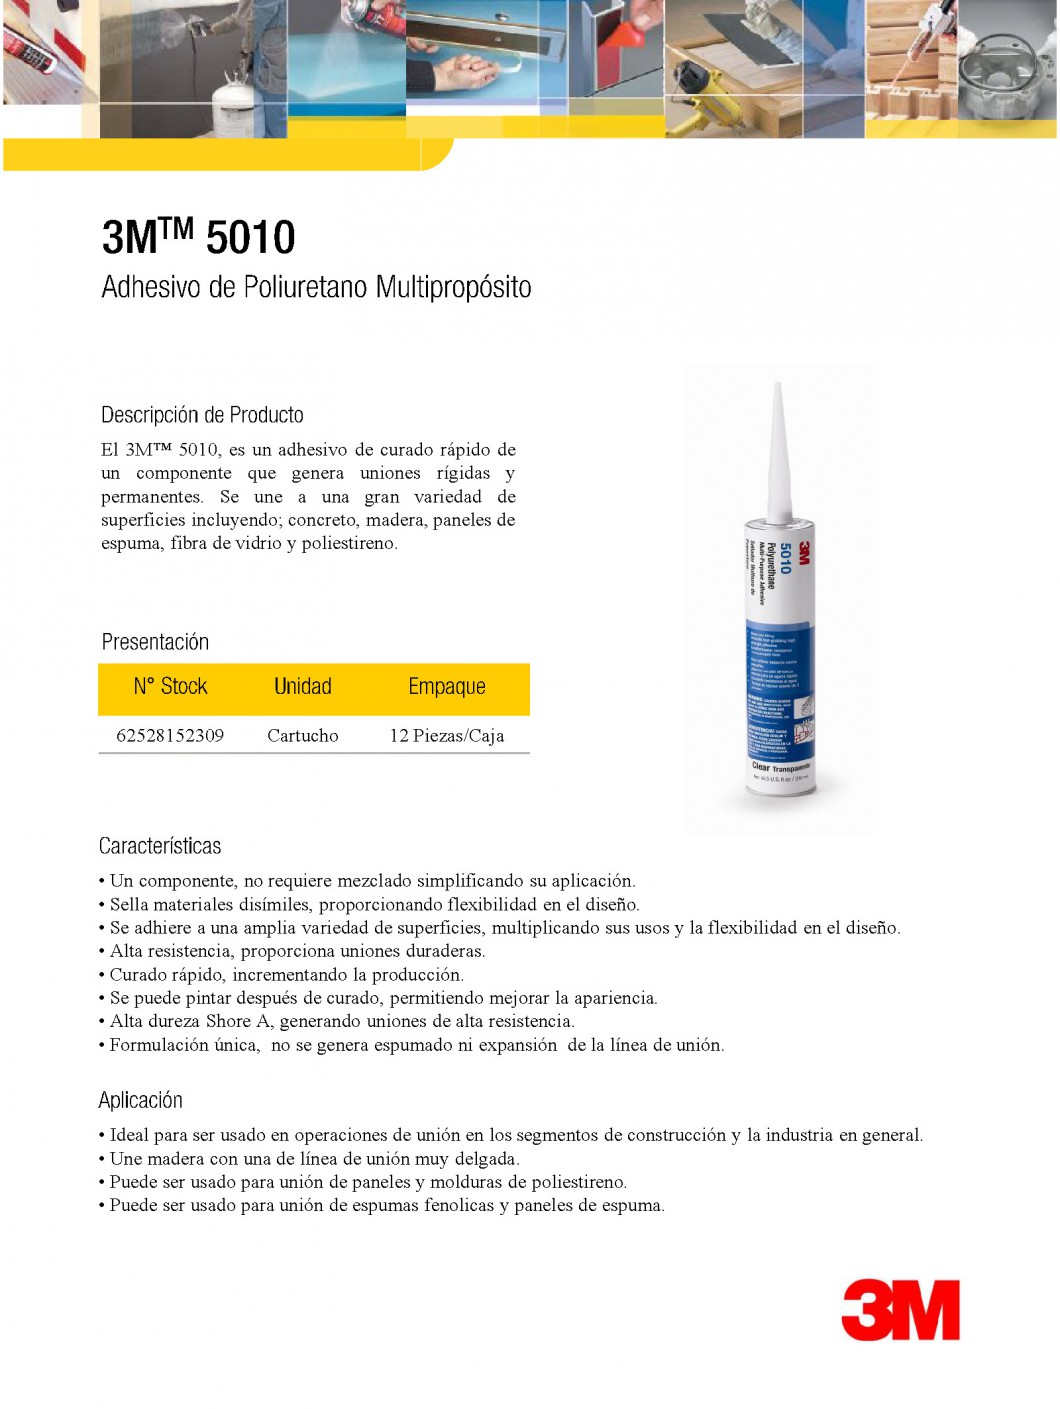 3M™ 5010
Adhesivo de Poliuretano Multipropósito
Descripción de Producto
El 3M™ 5010, es un adhesivo de curado rápido de
un componente que genera uniones rígidas y
permanentes. Se une a una gran variedad de
superficies incluyendo; concreto, madera, paneles de
espuma, fibra de vidrio y poliestireno.
3M
5010
Polyurethane
Multi-Purpose Adhesive
Clear Transparente
Presentación
N° Stock Unidad Empaque
62528152309 Cartucho 12 Piezas/Caja
Características
• Un componente, no requiere mezclado simplificando su aplicación.
• Sella materiales disímiles, proporcionando flexibilidad en el diseño.
• Se adhiere a una amplia variedad de superficies, multiplicando sus usos y la flexibilidad en el diseño.
• Alta resistencia, proporciona uniones duraderas.
• Curado rápido, incrementando la producción.
• Se puede pintar después de curado, permitiendo mejorar la apariencia.
• Alta dureza Shore A, generando uniones de alta resistencia.
• Formulación única, no se genera espumado ni expansión de la línea de unión.
Aplicación
• Ideal para ser usado en operaciones de unión en los segmentos de construcción y la industria en general.
• Une madera con una de línea de unión muy delgada.
• Puede ser usado para unión de paneles y molduras de poliestireno.
• Puede ser usado para unión de espumas fenolicas y paneles de espuma.
3M